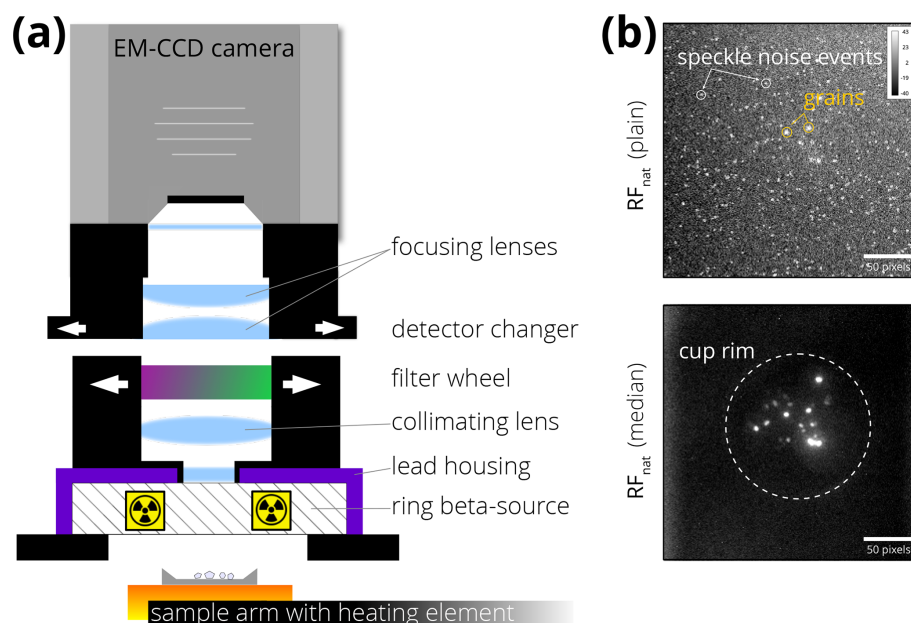 (a)
EM-CCD camera
focusing lenses
detector changer
filter wheel
collimating lens
lead housing
ring beta-source
sample arm with heating element
(b)
RFnat (plain)
speckle noise events
grains
43
23
2
-19
-40
50 pixels
RFnat (median)
cup rim
50 pixels